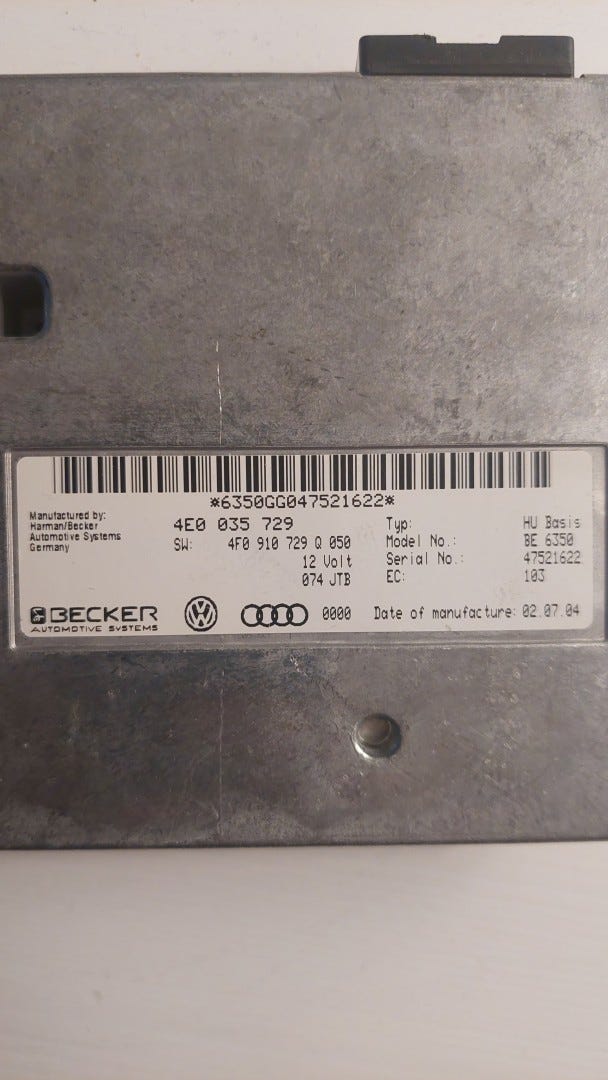 *6350GG047521622*
Manufactured by:
Harman/Becker
Automotive Systems
Germany
4E0 035 729
SW: 4F0 910 729 Q 050
12 Volt
074 JTB
Typ: HU Basis
Model No.: BE 6350
Serial No.: 47521622
EC: 103
BECKER
AUTOMOTIVE SYSTEMS
0000 Date of manufacture: 02.07.04